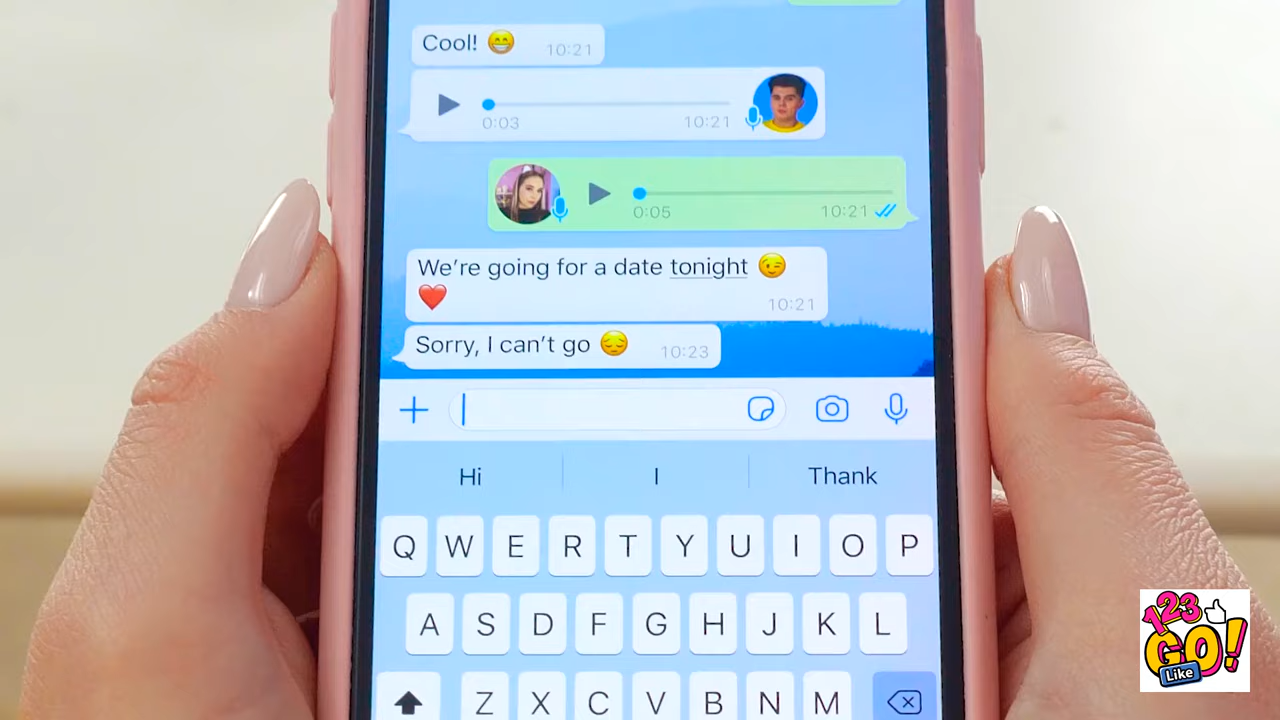 Cool! 😁 10:21
0:03 10:21
0:05 10:21
We’re going for a date tonight 😉
❤️ 10:21
Sorry, I can’t go 😔 10:23
Hi I Thank
Q W E R T Y U I O P
A S D F G H J K L
Z X C V B N M
123
GO!
Like